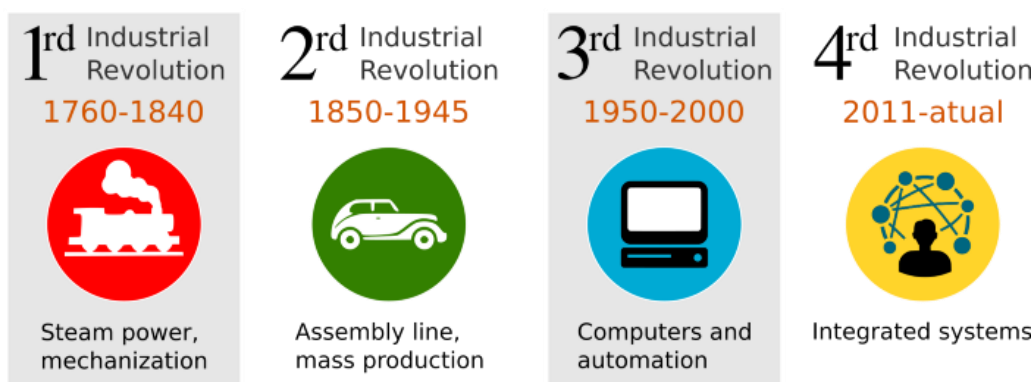 1rd Industrial
Revolution
1760-1840
Steam power,
mechanization
2rd Industrial
Revolution
1850-1945
Assembly line,
mass production
3rd Industrial
Revolution
1950-2000
Computers and
automation
4rd Industrial
Revolution
2011-atual
Integrated systems